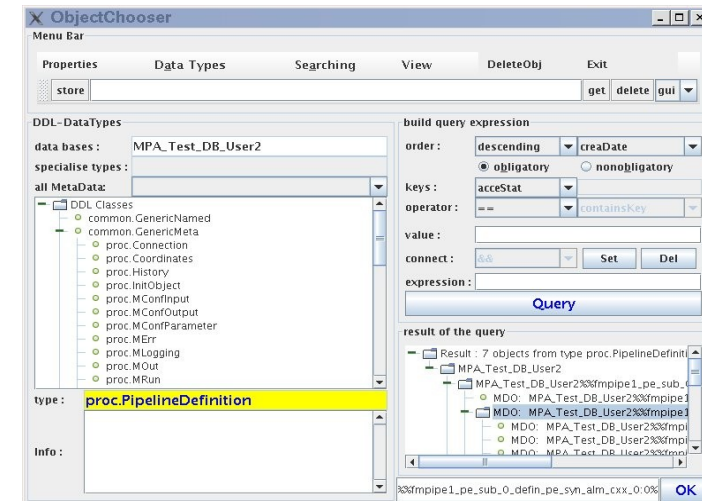 X ObjectChooser
Menu Bar
Properties Data Types Searching View DeleteObj Exit
store get delete gui
DDL-DataTypes
data bases : MPA_Test_DB_User2
specialise types :
all MetaData:
DDL Classes
common.GenericNamed
common.GenericMeta
proc.Connection
proc.Coordinates
proc.History
proc.InitObject
proc.MConfInput
proc.MConfOutput
proc.MConfParameter
proc.MErr
proc.MLogging
proc.MOut
proc.MRun
type : proc.PipelineDefinition
Info :
build query expression
order : descending creaDate
obligatory nonobligatory
keys : acceStat
operator : == containsKey
value :
connect : && Set Del
expression :
Query
result of the query
Result : 7 objects from type proc.PipelineDefiniti
MPA_Test_DB_User2
MPA_Test_DB_User2%%fmpipe1_pe_sub_
MDO: MPA_Test_DB_User2%%fmpipe1
MDO: MPA_Test_DB_User2%%fmpipe1
MDO: MPA_Test_DB_User2%%fmpi
MDO: MPA_Test_DB_User2%%fmpi
MDO: MPA_Test_DB_User2%%fmpi
%%fmpipe1_pe_sub_0_defin_pe_syn_alm_cxx_0:0% OK